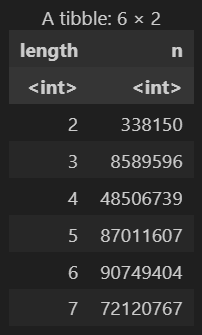 A tibble: 6 × 2
length n
<int> <int>
2 338150
3 8589596
4 48506739
5 87011607
6 90749404
7 72120767